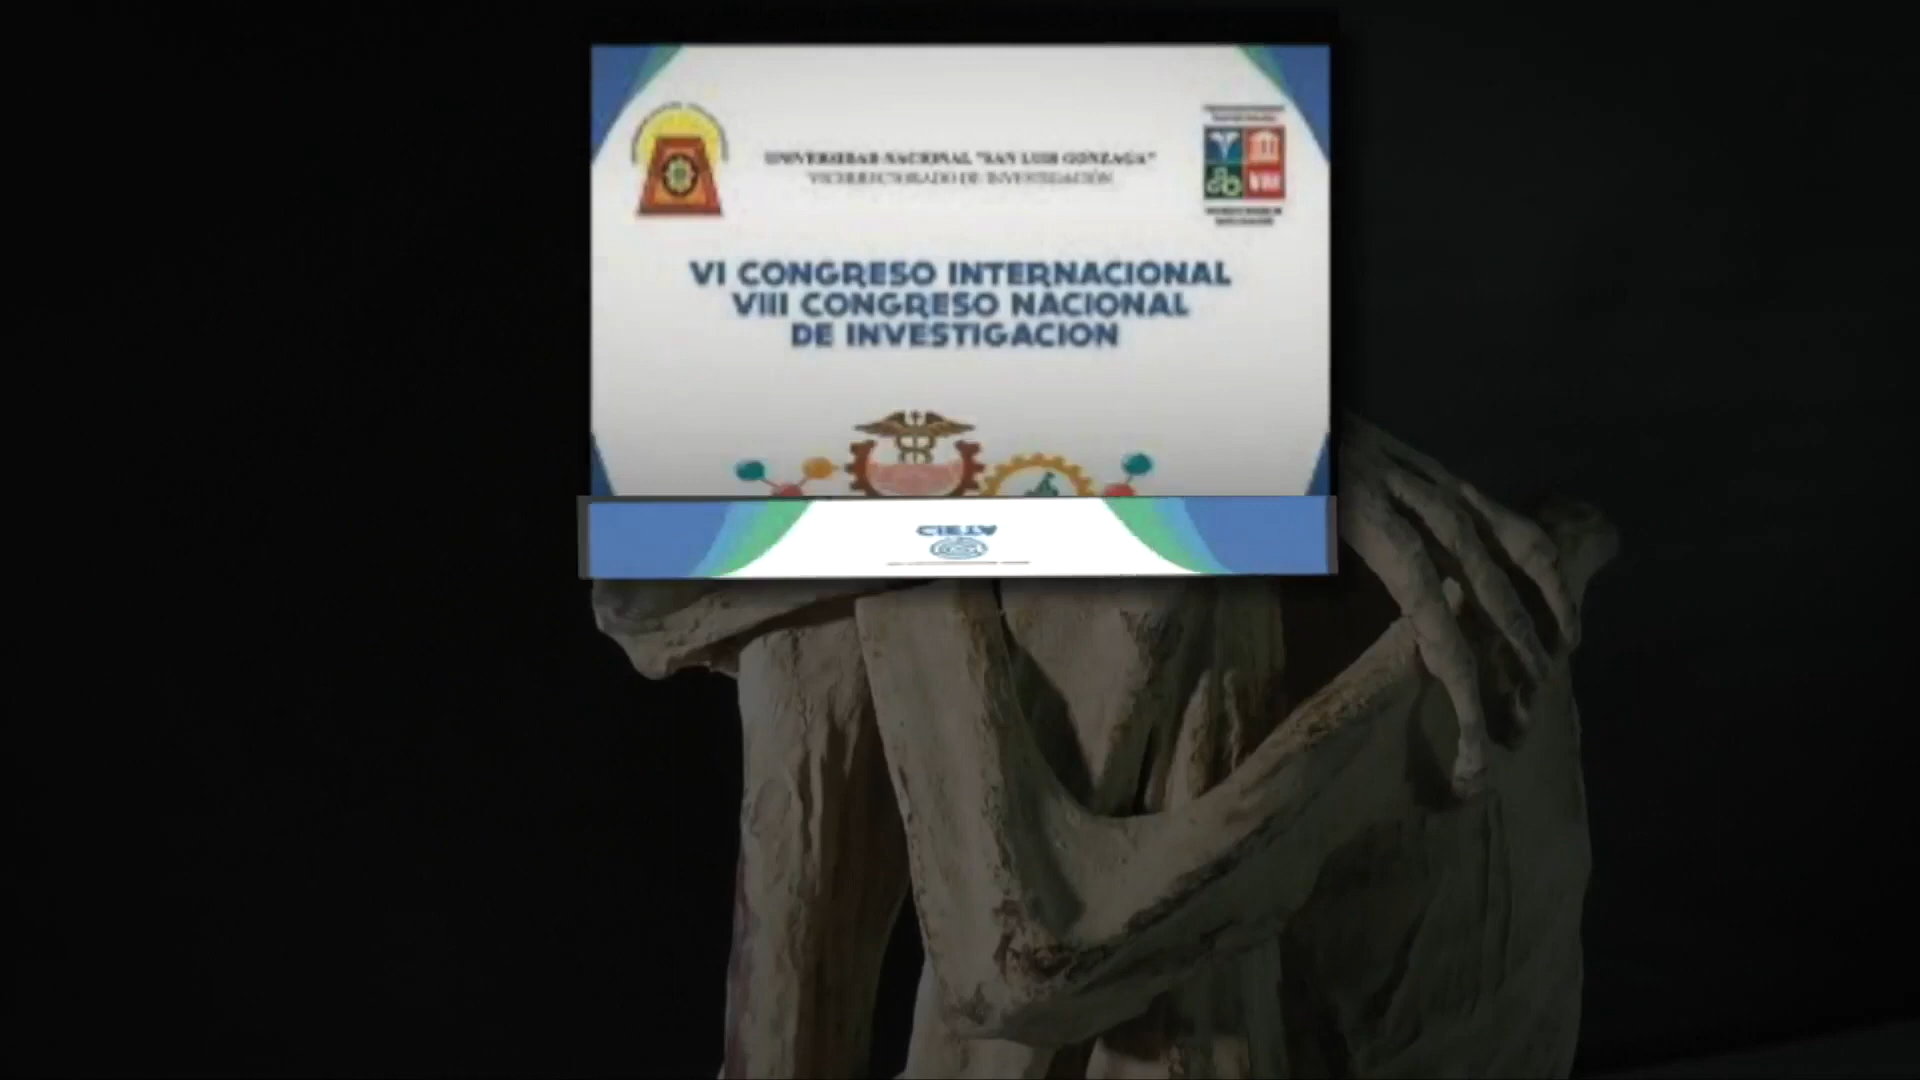 UNIVERSIDAD NACIONAL "SAN LUIS GONZAGA"
VICERRECTORADO DE INVESTIGACIÓN
VI CONGRESO INTERNACIONAL
VIII CONGRESO NACIONAL
DE INVESTIGACION